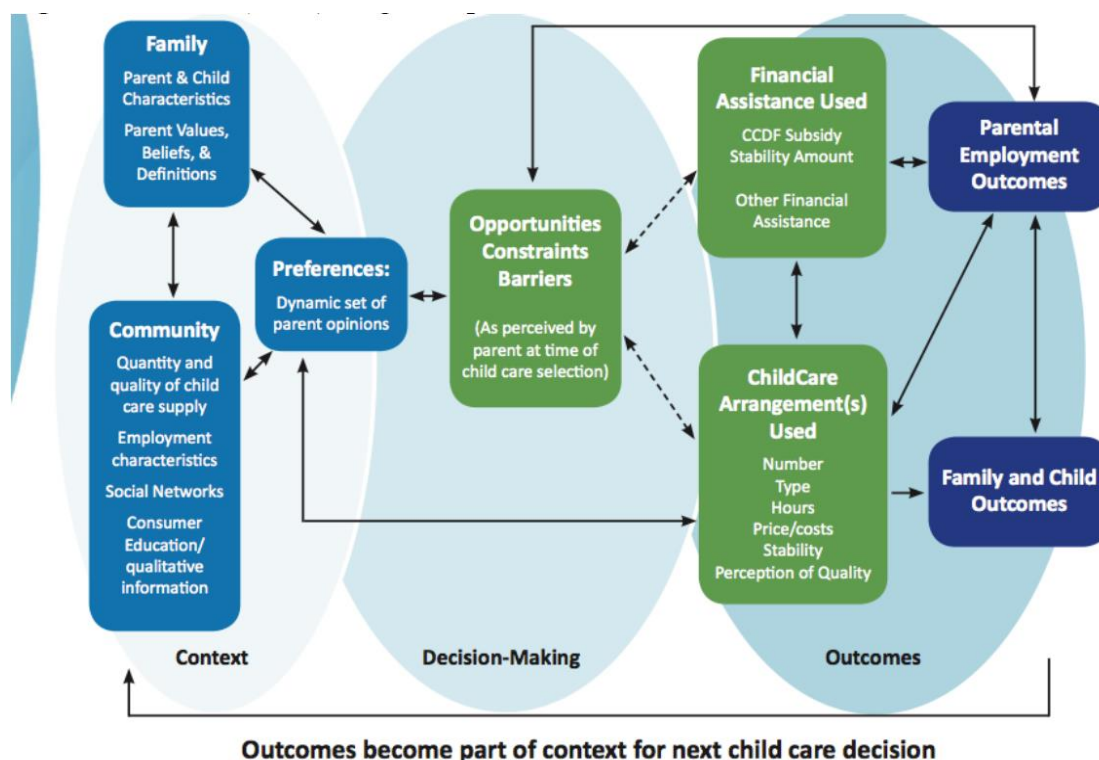 Family
Parent & Child
Characteristics
Parent Values,
Beliefs, &
Definitions
Community
Quantity and
quality of child
care supply
Employment
characteristics
Social Networks
Consumer
Education/
qualitative
information
Preferences:
Dynamic set of
parent opinions
Opportunities
Constraints
Barriers
(As perceived by
parent at time of
child care selection)
Financial
Assistance Used
CCDF Subsidy
Stability Amount
Other Financial
Assistance
ChildCare
Arrangement(s)
Used
Number
Type
Hours
Price/costs
Stability
Perception of Quality
Parental
Employment
Outcomes
Family and Child
Outcomes
Context
Decision-Making
Outcomes
Outcomes become part of context for next child care decision